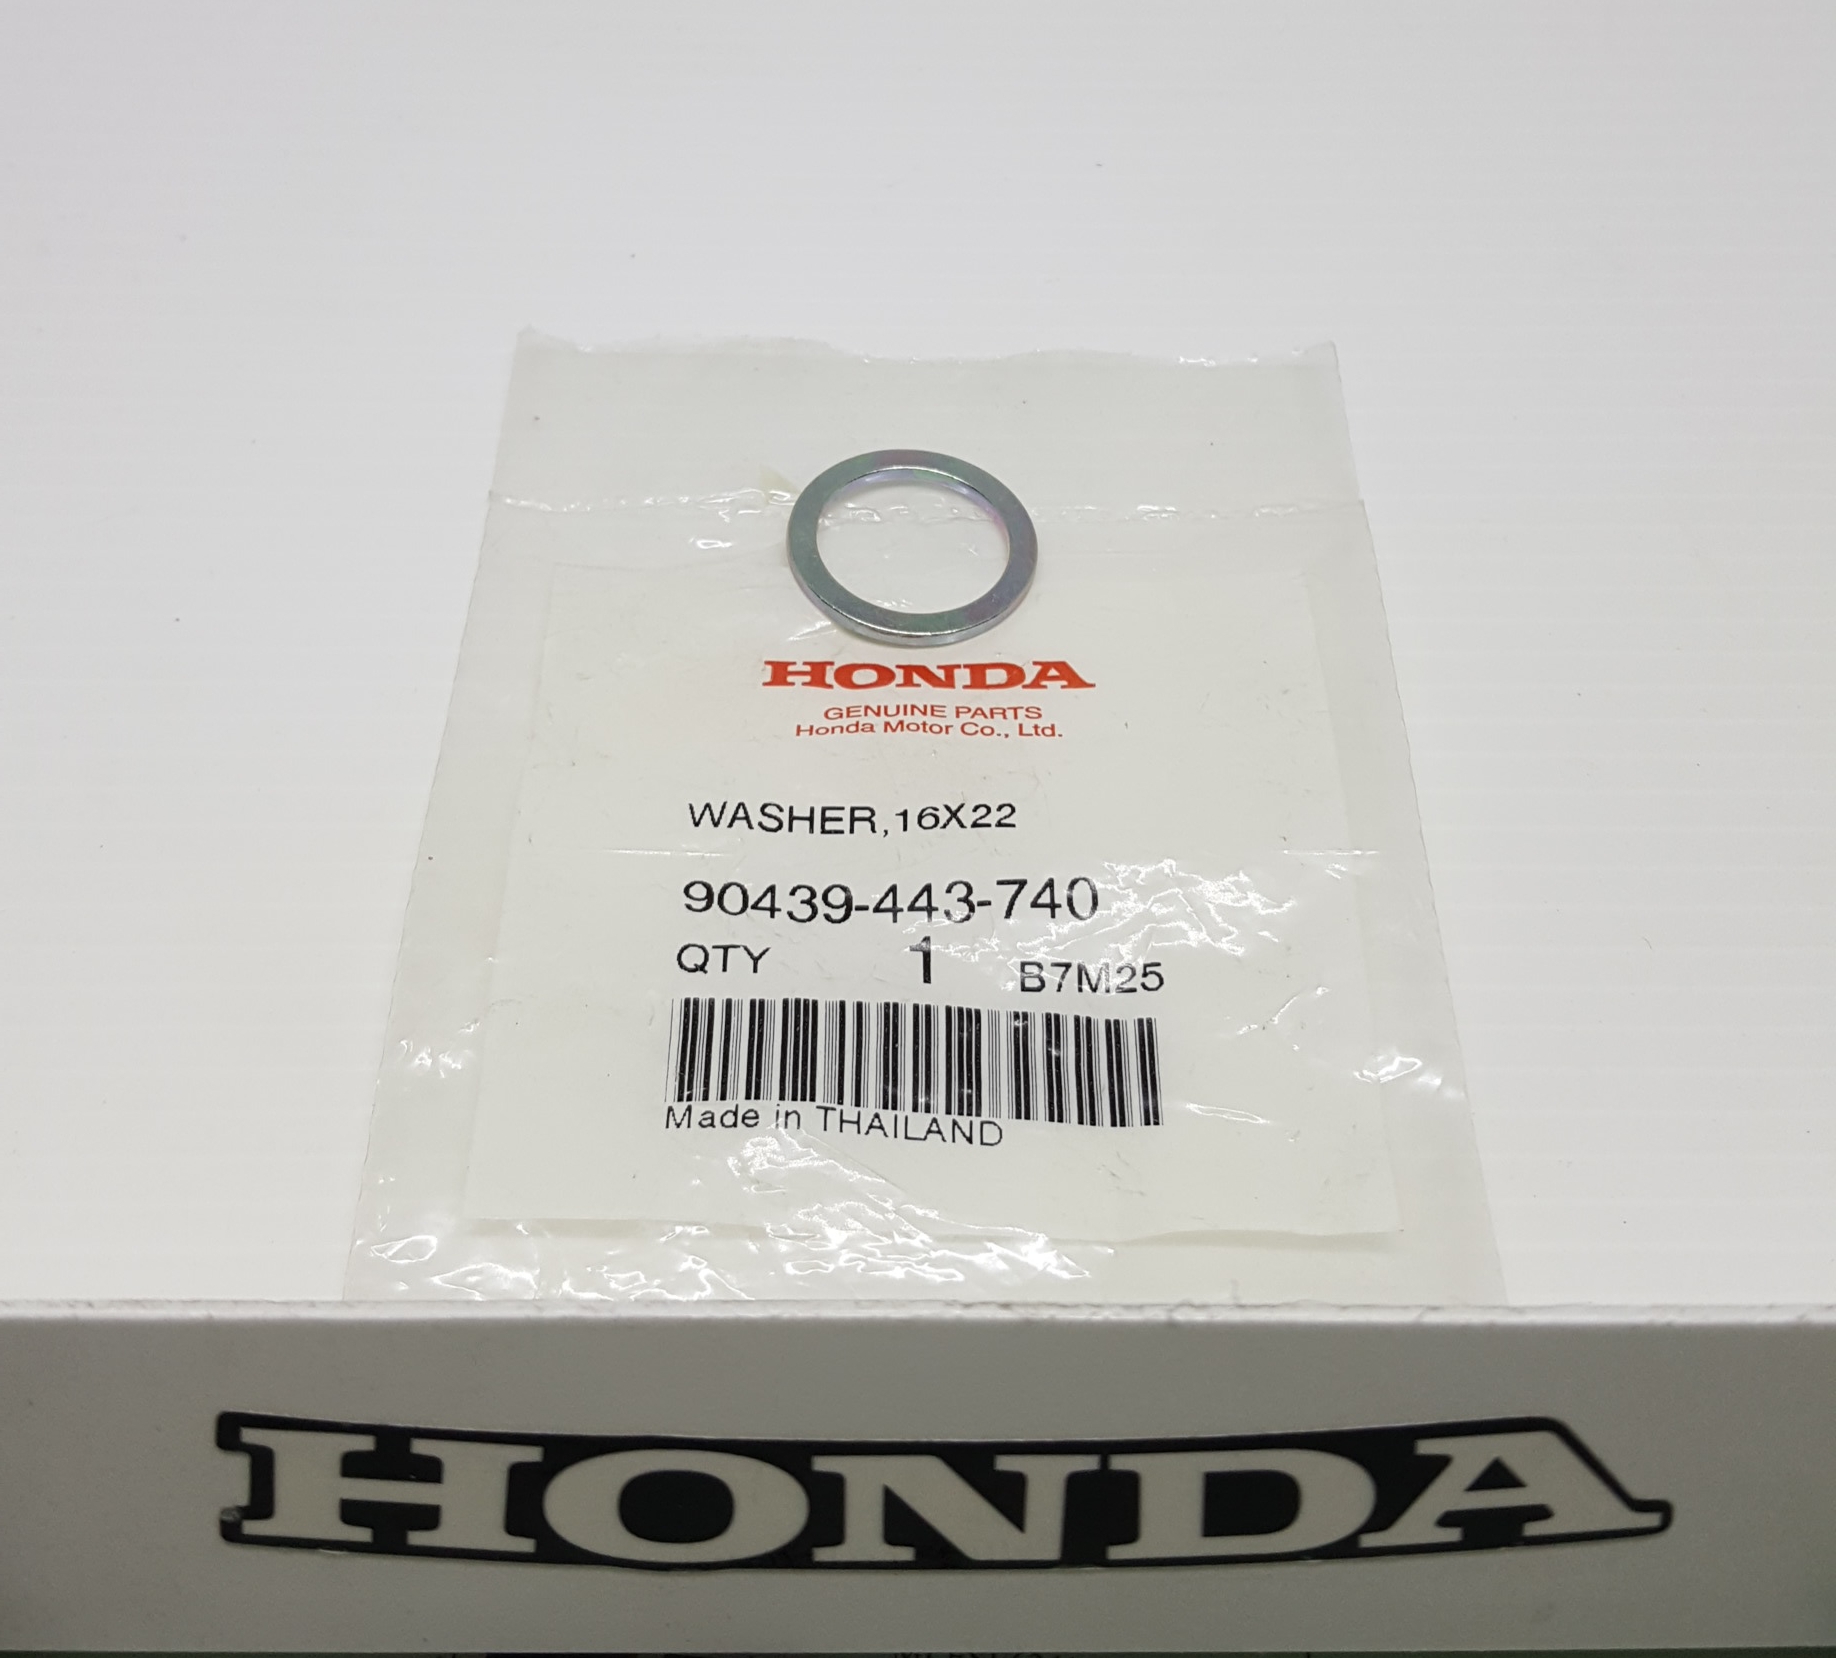 HONDA
GENUINE PARTS
Honda Motor Co., Ltd.
WASHER,16X22
90439-443-740
QTY 1 B7M25
Made in THAILAND
HONDA